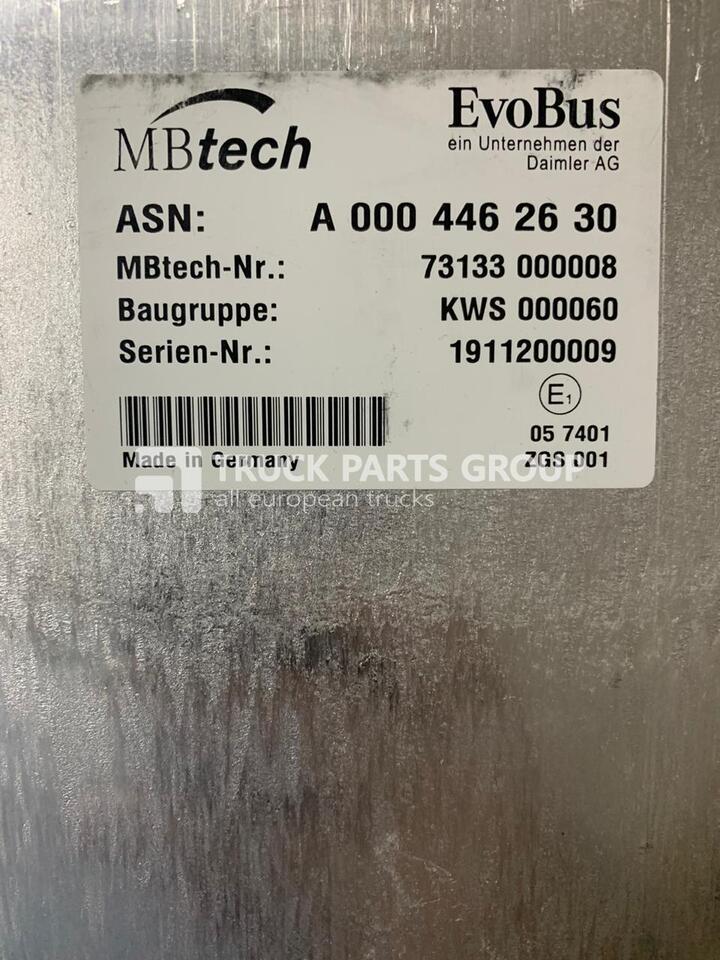 MBtech
EvoBus
ein Unternehmen der
Daimler AG
ASN: A 000 446 26 30
MBtech-Nr.: 73133 000008
Baugruppe: KWS 000060
Serien-Nr.: 1911200009
E1
05 7401
Made in Germany ZGS 001
TRUCK PARTS GROUP
all european trucks